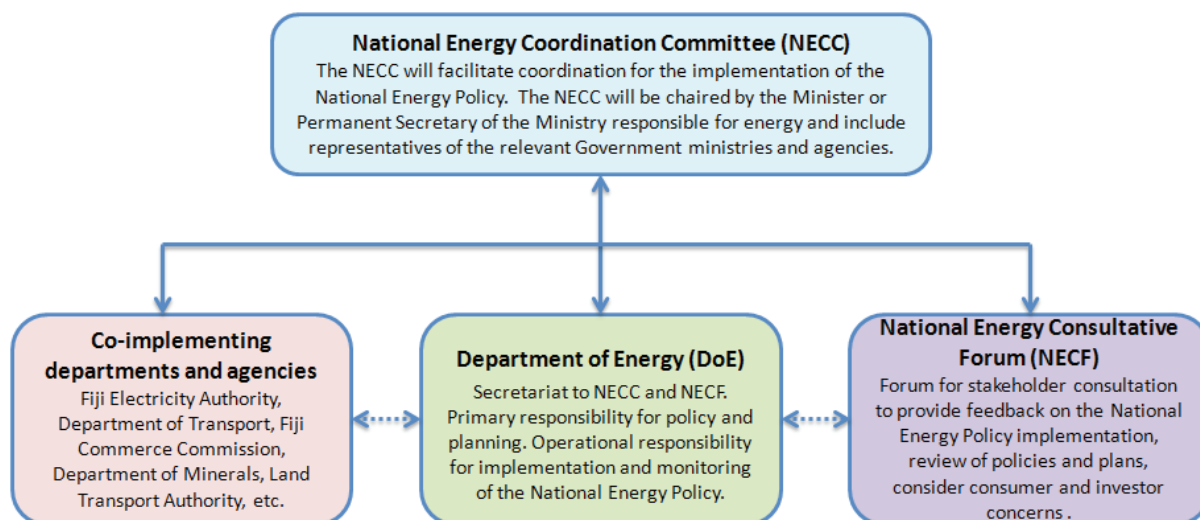 National Energy Coordination Committee (NECC)
The NECC will facilitate coordination for the implementation of the
National Energy Policy.  The NECC will be chaired by the Minister or
Permanent Secretary of the Ministry responsible for energy and include
representatives of the relevant Government ministries and agencies.
Co-implementing
departments and agencies
Fiji Electricity Authority,
Department of Transport, Fiji
Commerce Commission,
Department of Minerals, Land
Transport Authority, etc.
Department of Energy (DoE)
Secretariat to NECC and NECF.
Primary responsibility for policy and
planning. Operational responsibility
for implementation and monitoring
of the National Energy Policy.
National Energy Consultative
Forum (NECF)
Forum for stakeholder consultation
to provide feedback on the National
Energy Policy implementation,
review of policies and plans,
consider consumer and investor
concerns .